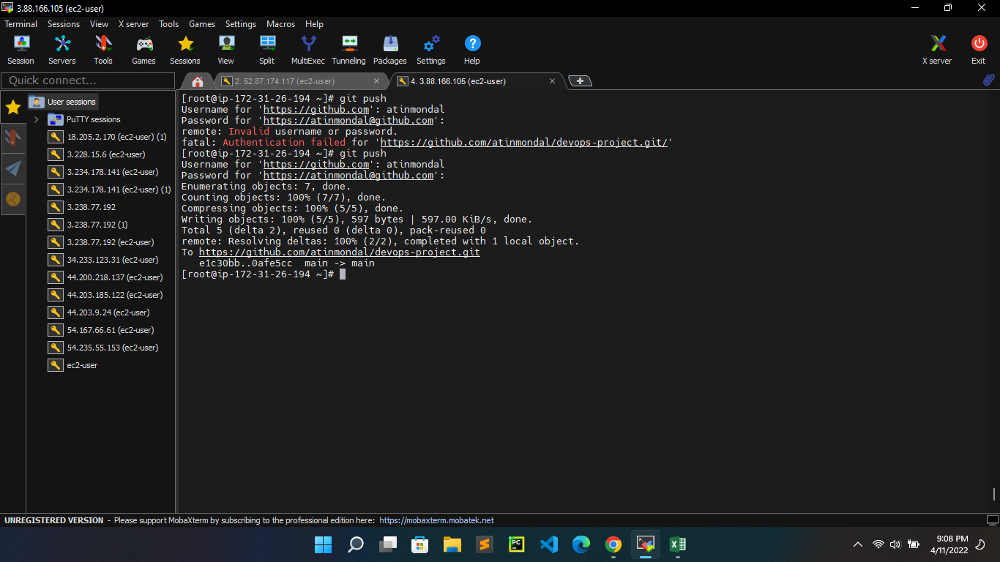 3.88.166.105 (ec2-user)
Terminal Sessions View X server Tools Games Settings Macros Help
Session Servers Tools Games Sessions View Split MultiExec Tunneling Packages Settings Help X server Exit
Quick connect...
2. 52.87.174.117 (ec2-user)
4. 3.88.166.105 (ec2-user)
User sessions
PuTTY sessions
18.205.2.170 (ec2-user) (1)
3.228.15.6 (ec2-user)
3.234.178.141 (ec2-user)
3.234.178.141 (ec2-user) (1)
3.238.77.192
3.238.77.192 (1)
3.238.77.192 (ec2-user)
34.233.123.31 (ec2-user)
44.200.218.137 (ec2-user)
44.203.185.122 (ec2-user)
44.203.9.24 (ec2-user)
54.167.66.61 (ec2-user)
54.235.55.153 (ec2-user)
ec2-user
[root@ip-172-31-26-194 ~]# git push
Username for 'https://github.com': atinmondal
Password for 'https://atinmondal@github.com':
remote: Invalid username or password.
fatal: Authentication failed for 'https://github.com/atinmondal/devops-project.git/'
[root@ip-172-31-26-194 ~]# git push
Username for 'https://github.com': atinmondal
Password for 'https://atinmondal@github.com':
Enumerating objects: 7, done.
Counting objects: 100% (7/7), done.
Compressing objects: 100% (5/5), done.
Writing objects: 100% (5/5), 597 bytes | 597.00 KiB/s, done.
Total 5 (delta 2), reused 0 (delta 0), pack-reused 0
remote: Resolving deltas: 100% (2/2), completed with 1 local object.
To https://github.com/atinmondal/devops-project.git
e1c30bb..0afe5cc  main -> main
[root@ip-172-31-26-194 ~]#
UNREGISTERED VERSION - Please support MobaXterm by subscribing to the professional edition here: https://mobaxterm.mobatek.net
9:08 PM
4/11/2022